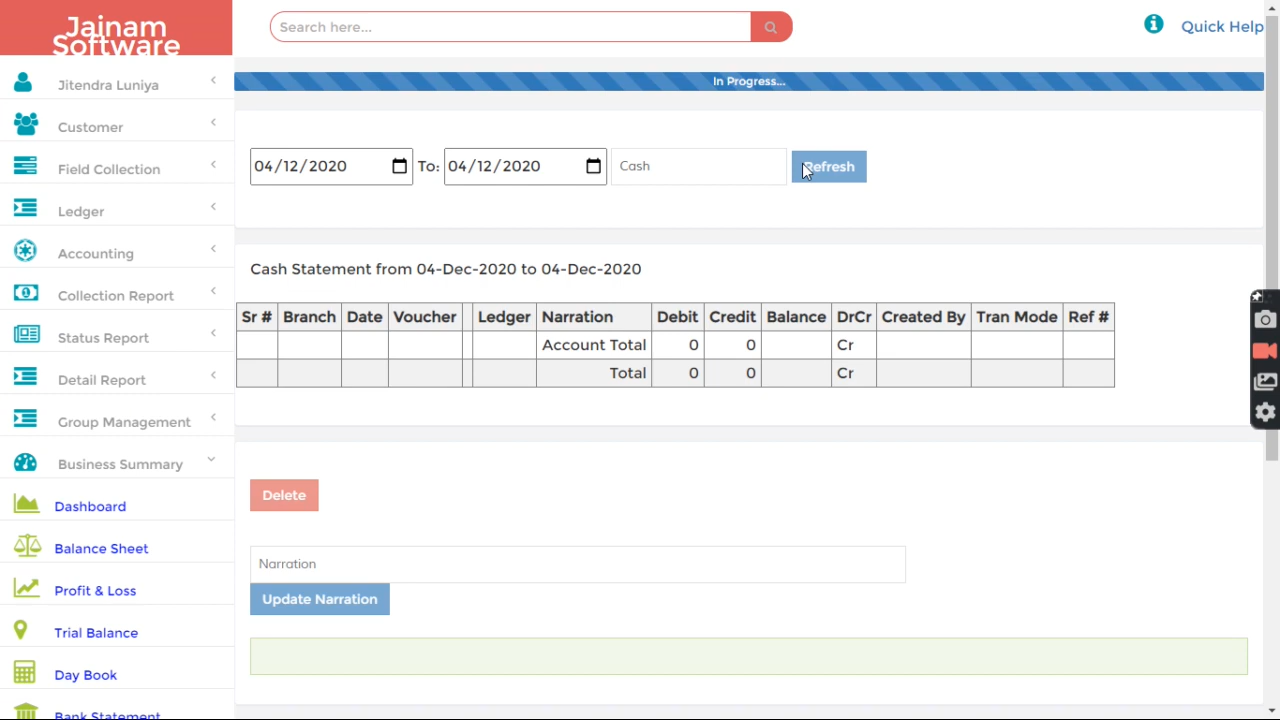 Jainam
Software
Search here...
Quick Help
Jitendra Luniya
Customer
Field Collection
Ledger
Accounting
Collection Report
Status Report
Detail Report
Group Management
Business Summary
Dashboard
Balance Sheet
Profit & Loss
Trial Balance
Day Book
Bank Statement
In Progress...
04/12/2020 To: 04/12/2020 Cash Refresh
Cash Statement from 04-Dec-2020 to 04-Dec-2020
Sr # Branch Date Voucher Ledger Narration Debit Credit Balance DrCr Created By Tran Mode Ref #
Account Total 0 0 Cr
Total 0 0 Cr
Delete
Narration
Update Narration